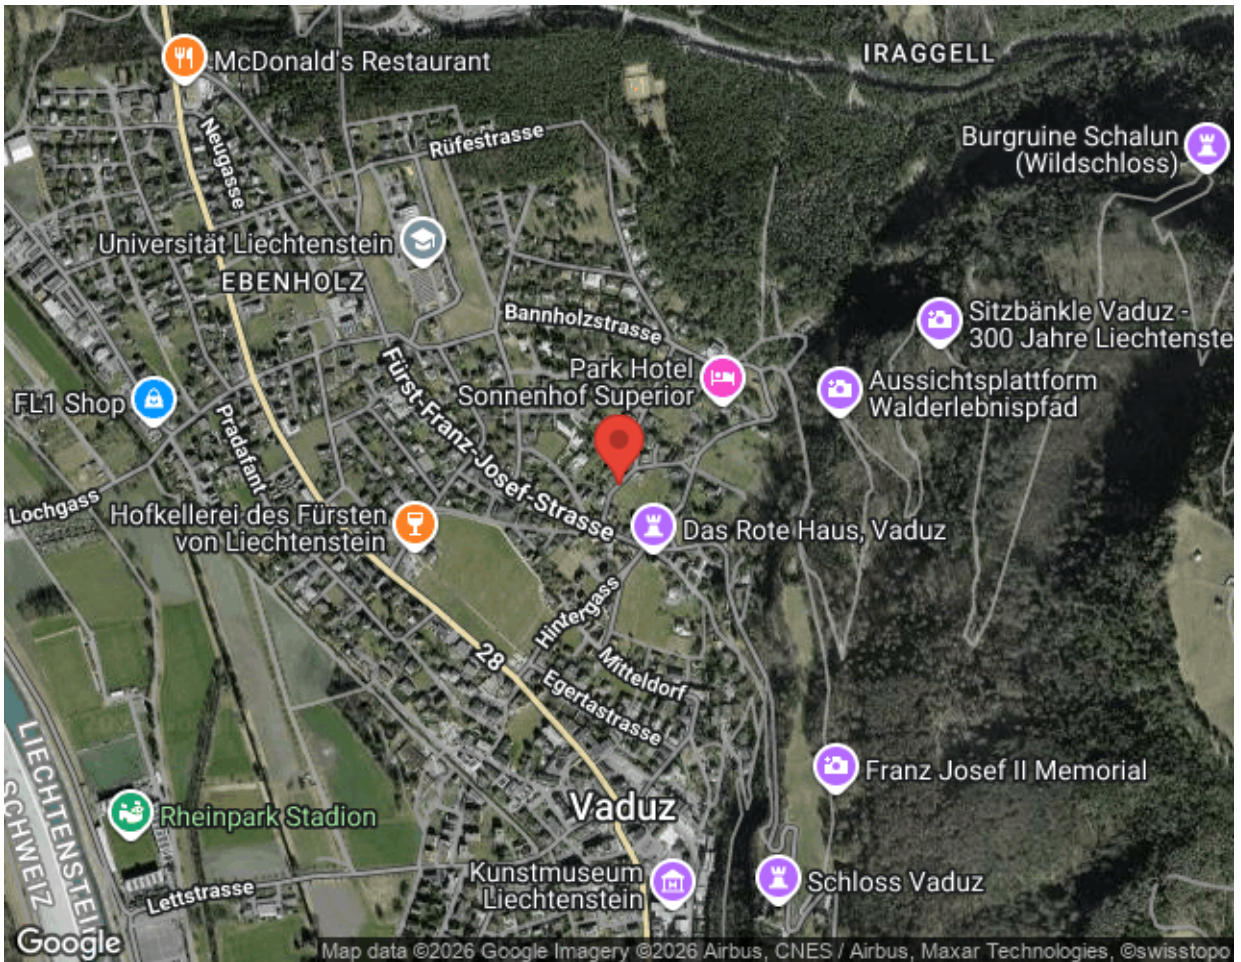 IRAGGELL
McDonald's Restaurant
Neugasse
Rüfestrasse
Burgruine Schalun
(Wildschloss)
Universität Liechtenstein
EBENHOLZ
Bannholzstrasse
Sitzbänkle Vaduz -
300 Jahre Liechtenste
Park Hotel
Sonnenhof Superior
Aussichtsplattform
Walderlebnispfad
FL1 Shop
Pradafant
Fürst-Franz-Josef-Strasse
Lochgass
Hofkellerei des Fürsten
von Liechtenstein
Das Rote Haus, Vaduz
Hintergass
28
Mitteldorf
Egertastrasse
LIECHTENSTEIN
SCHWEIZ
Franz Josef II Memorial
Rheinpark Stadion
Vaduz
Kunstmuseum
Liechtenstein
Schloss Vaduz
Lettstrasse
Google
Map data ©2026 Google Imagery ©2026 Airbus, CNES / Airbus, Maxar Technologies, ©swisstopo